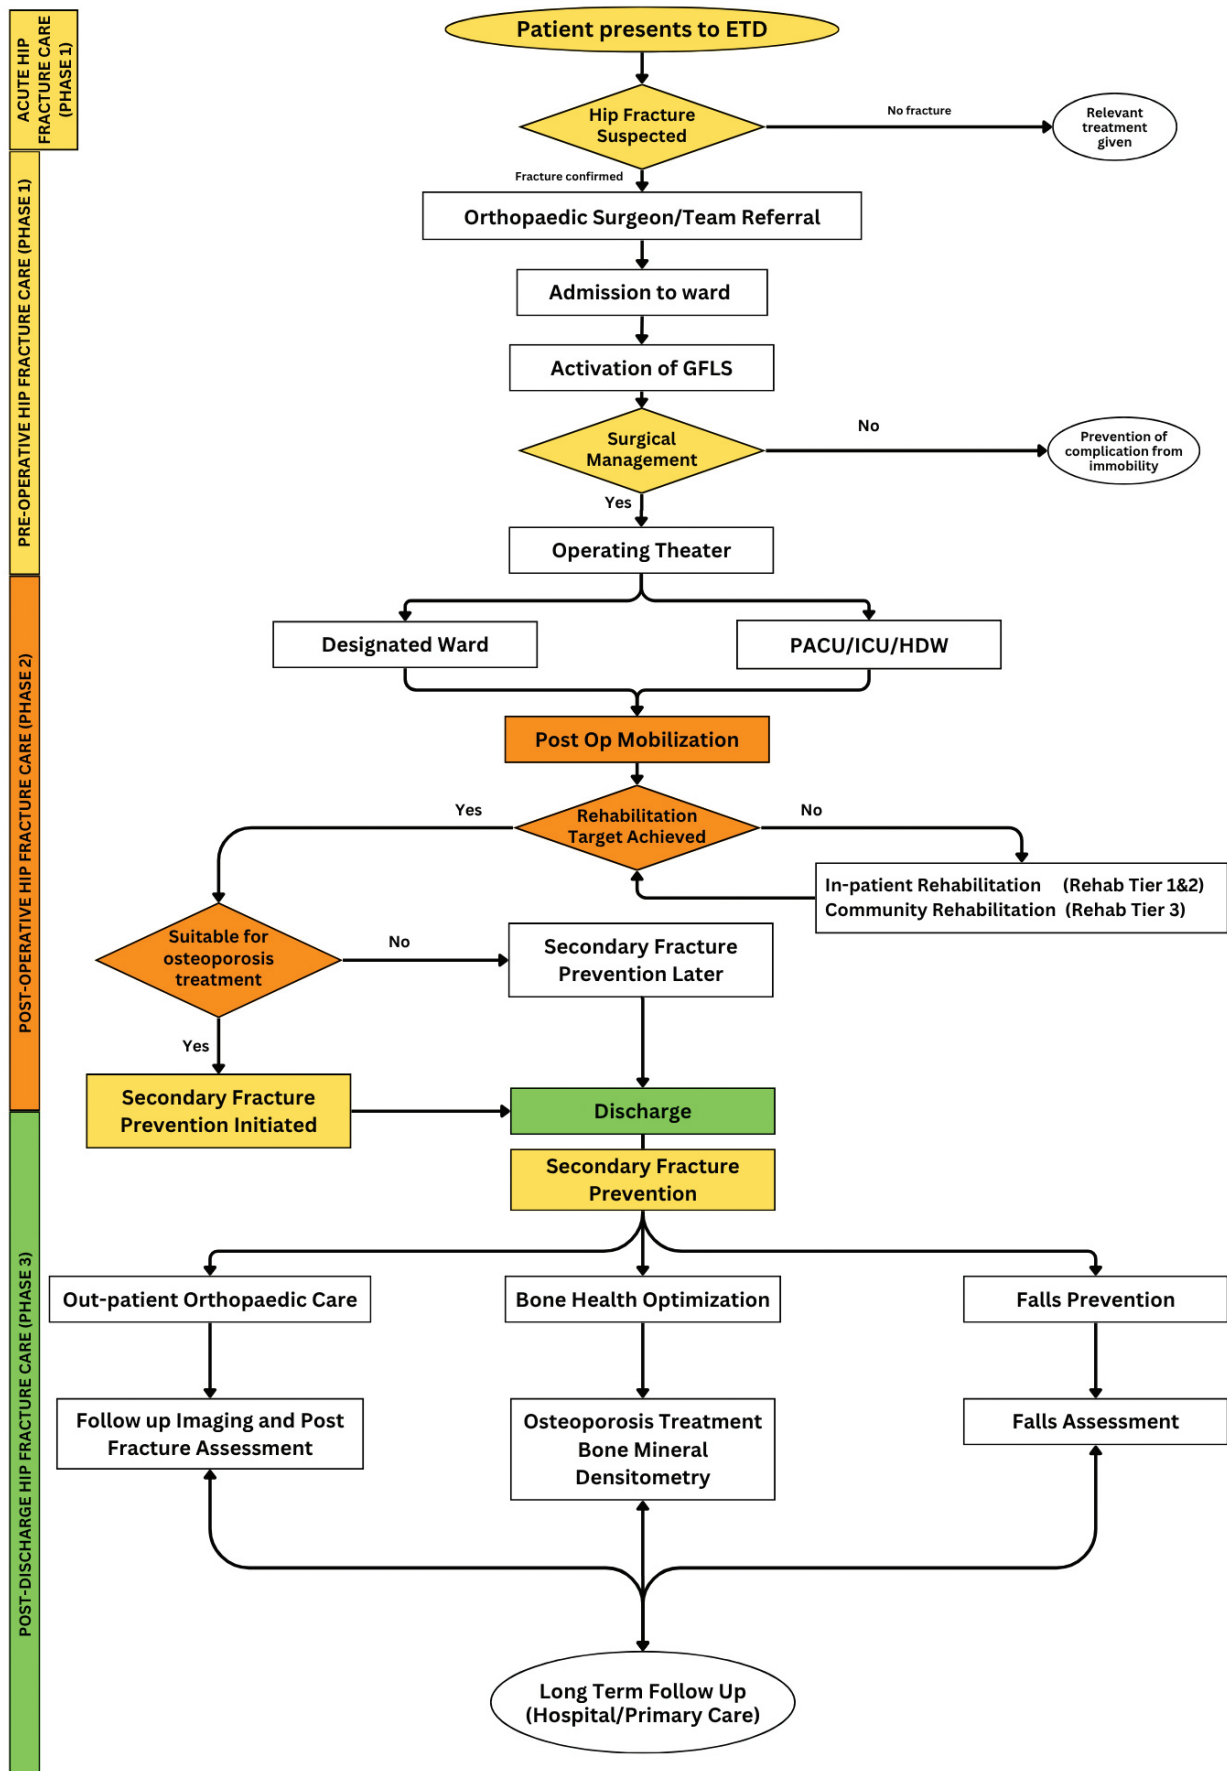 ACUTE HIP
FRACTURE CARE
(PHASE 1)
Patient presents to ETD
Hip Fracture
Suspected
No fracture
Relevant
treatment
given
Fracture confirmed
PRE-OPERATIVE HIP FRACTURE CARE (PHASE 1)
Orthopaedic Surgeon/Team Referral
Admission to ward
Activation of GFLS
Surgical
Management
No
Prevention of
complication from
immobility
Yes
Operating Theater
POST-OPERATIVE HIP FRACTURE CARE (PHASE 2)
Designated Ward
PACU/ICU/HDW
Post Op Mobilization
Rehabilitation
Target Achieved
Yes
No
In-patient Rehabilitation (Rehab Tier 1&2)
Community Rehabilitation (Rehab Tier 3)
Suitable for
osteoporosis
treatment
No
Secondary Fracture
Prevention Later
Yes
Secondary Fracture
Prevention Initiated
Discharge
POST-DISCHARGE HIP FRACTURE CARE (PHASE 3)
Secondary Fracture
Prevention
Out-patient Orthopaedic Care
Bone Health Optimization
Falls Prevention
Follow up Imaging and Post
Fracture Assessment
Osteoporosis Treatment
Bone Mineral
Densitometry
Falls Assessment
Long Term Follow Up
(Hospital/Primary Care)